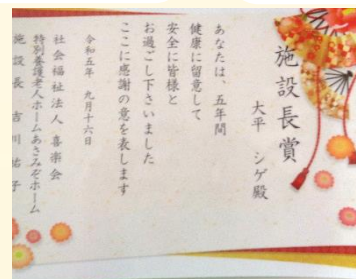 施設長賞
大平 シゲ殿
あなたは、五年間
健康に留意して
安全に皆様と
お過ごし下さいました
ここに感謝の意を表します
令和五年 九月十六日
社会福祉法人 喜楽会
特別養護老人ホームあさみぞホーム
施設長 吉川 祐子